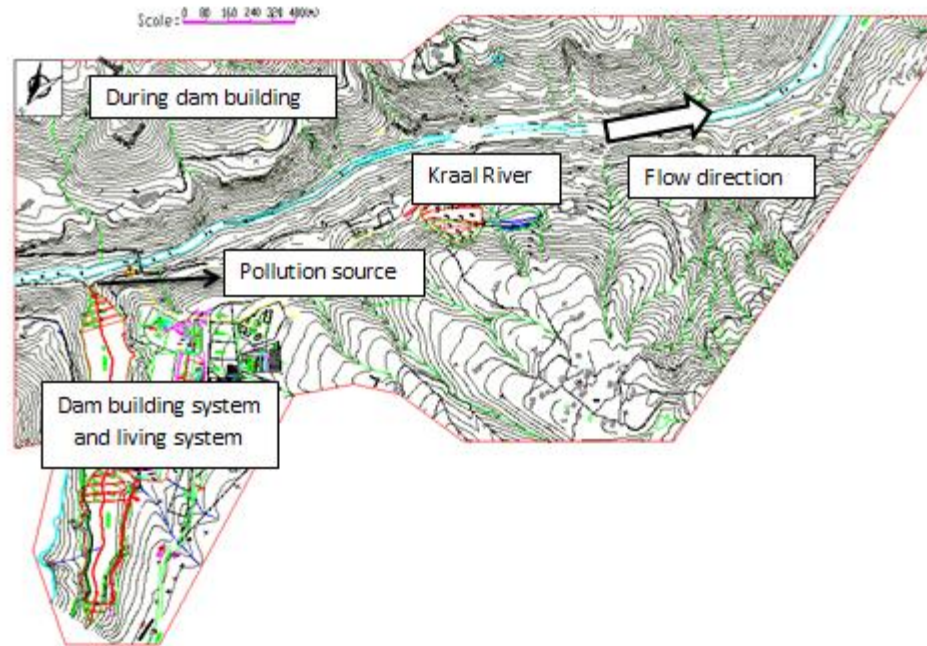 Scale: 0 80 160 240 320 400(m)
During dam building
Kraal River
Flow direction
Pollution source
Dam building system
and living system